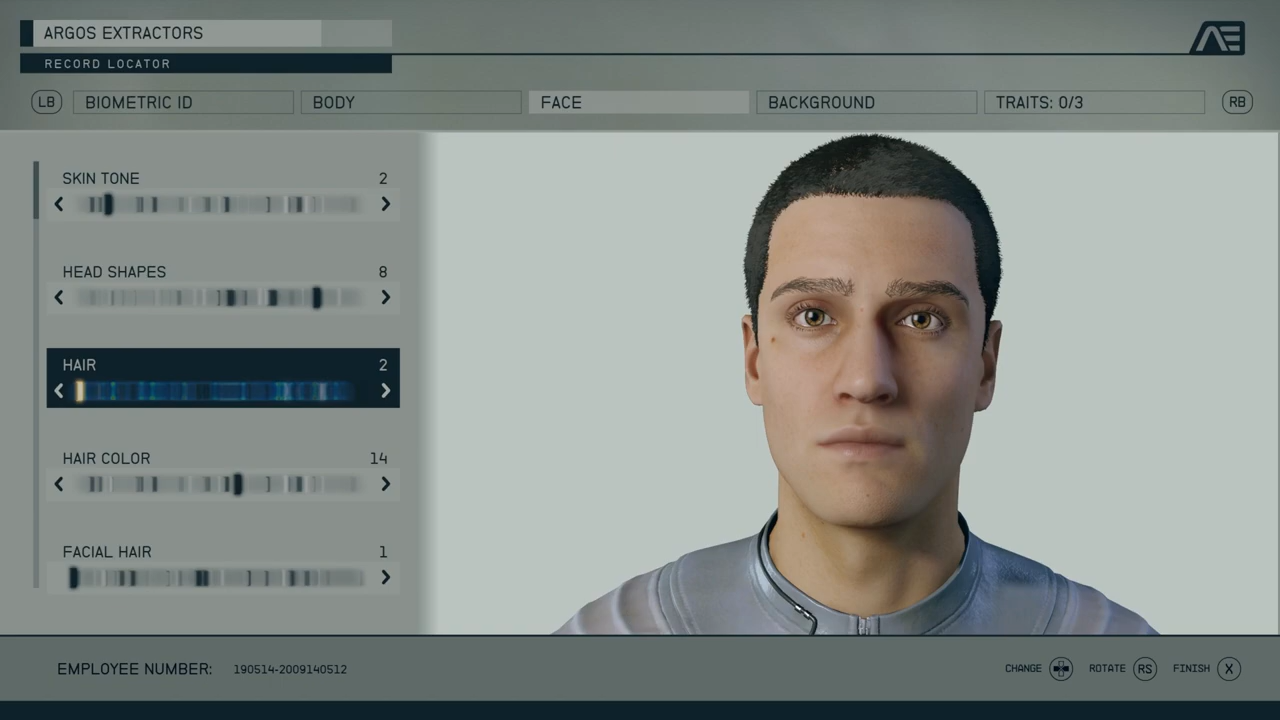 ARGOS EXTRACTORS
RECORD LOCATOR
LB BIOMETRIC ID BODY FACE BACKGROUND TRAITS: 0/3 RB
SKIN TONE 2
HEAD SHAPES 8
HAIR 2
HAIR COLOR 14
FACIAL HAIR 1
EMPLOYEE NUMBER: 190514-2009140512
CHANGE ROTATE RS FINISH X